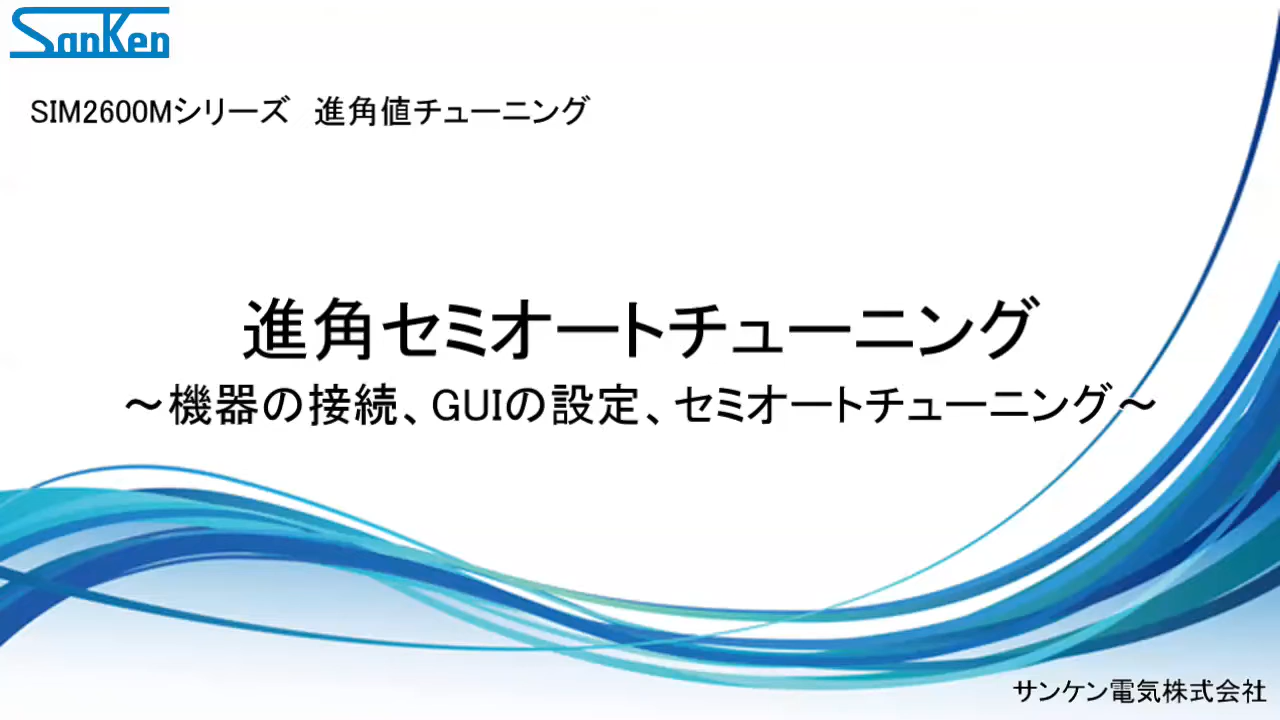 SanKen
SIM2600Mシリーズ　進角値チューニング
進角セミオートチューニング
～機器の接続、GUIの設定、セミオートチューニング～
サンケン電気株式会社